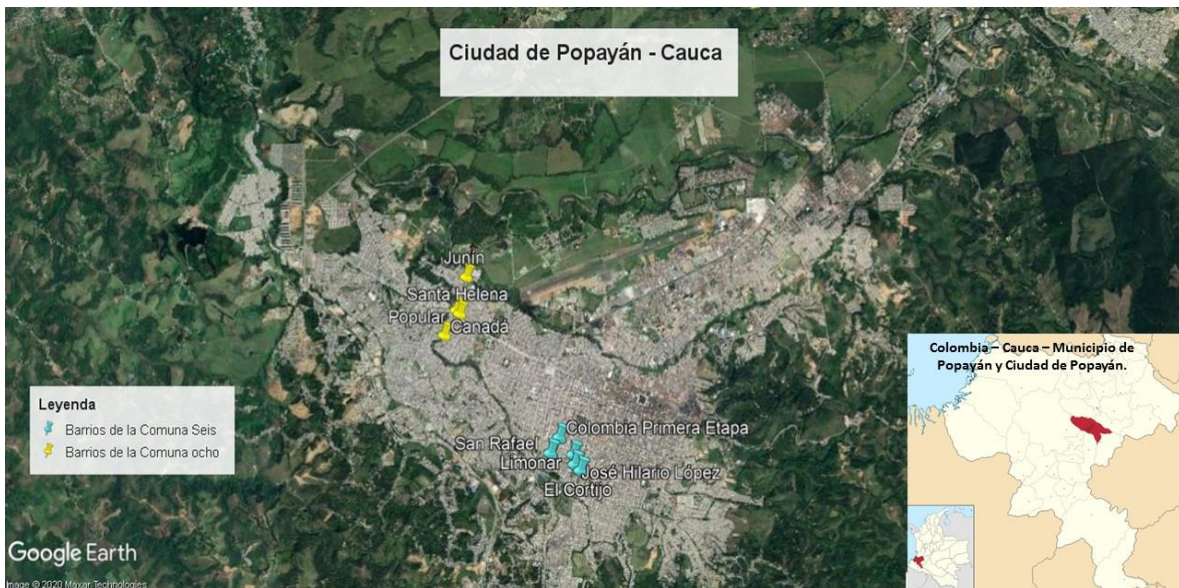 Ciudad de Popayán - Cauca
Junín
Santa Helena
Popular
Canadá
Colombia – Cauca – Municipio de
Popayán y Ciudad de Popayán.
Leyenda
Barrios de la Comuna Seis
Barrios de la Comuna ocho
Colombia Primera Etapa
San Rafael
Limonar
José Hilario López
El Cortijo
Google Earth
Image © 2020 Maxar Technologies